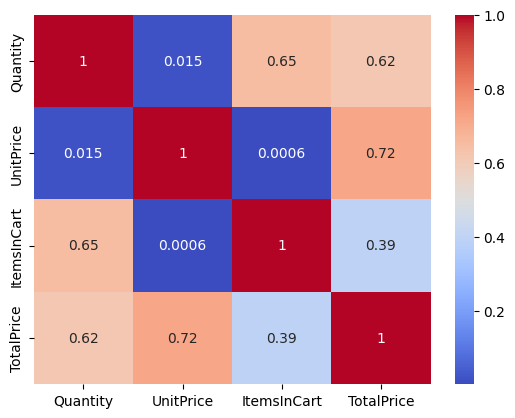 Quantity 1 0.015 0.65 0.62
UnitPrice 0.015 1 0.0006 0.72
ItemsInCart 0.65 0.0006 1 0.39
TotalPrice 0.62 0.72 0.39 1
Quantity UnitPrice ItemsInCart TotalPrice
1.0
0.8
0.6
0.4
0.2